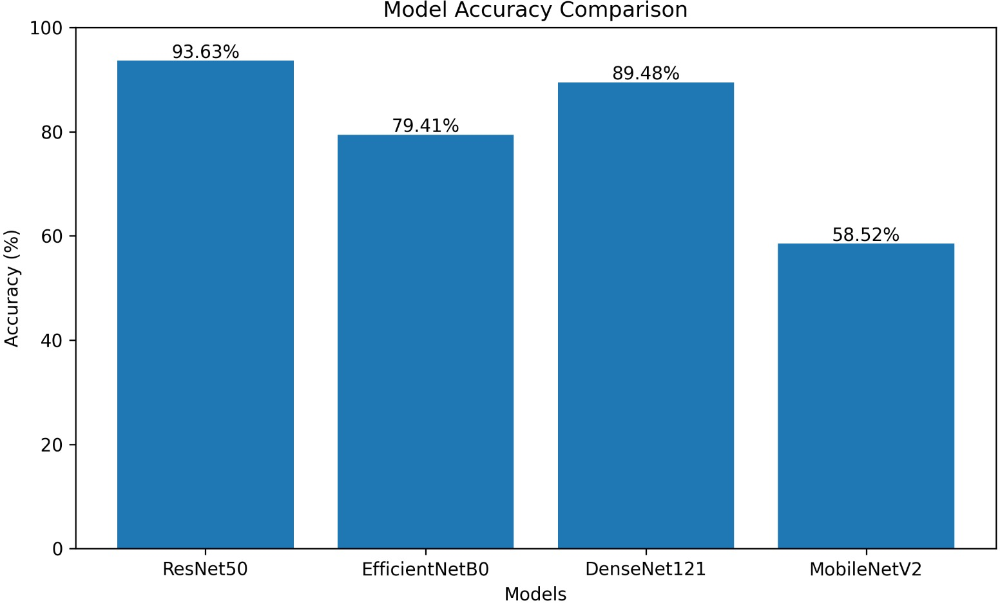 Model Accuracy Comparison
100
80
60
40
20
0
Accuracy (%)
93.63%
79.41%
89.48%
58.52%
ResNet50
EfficientNetB0
DenseNet121
MobileNetV2
Models